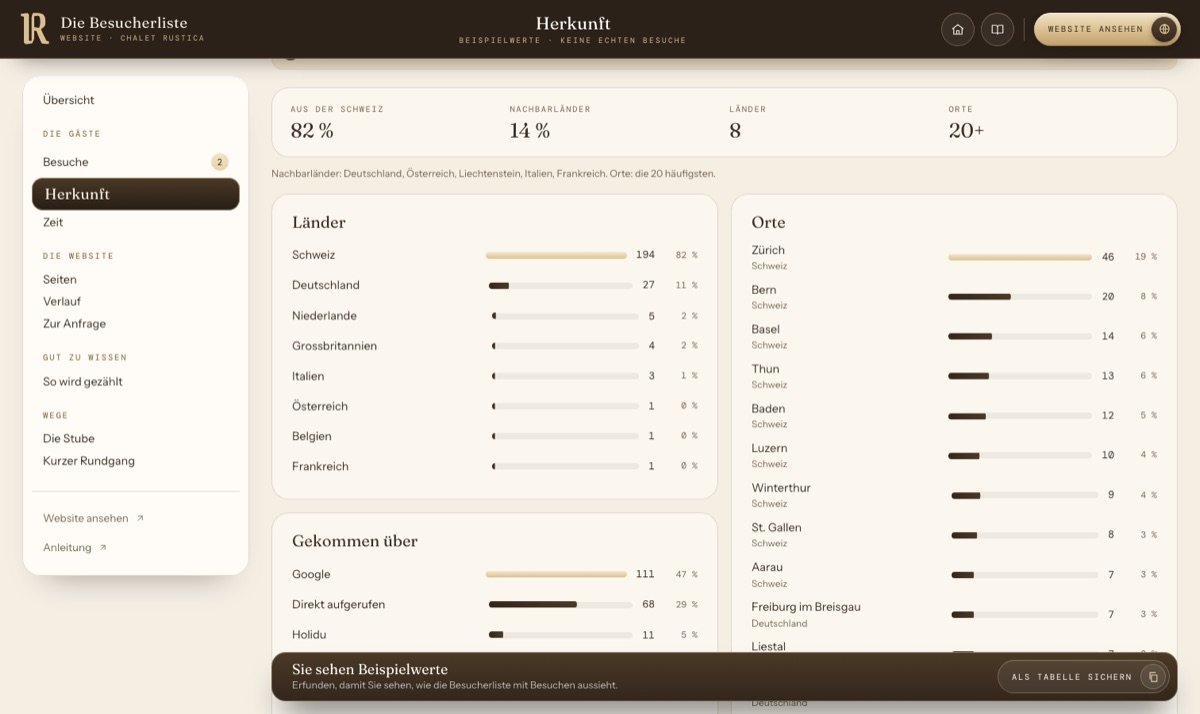 R
Die Besucherliste
WEBSITE · CHALET RUSTICA
Herkunft
BEISPIELWERTE · KEINE ECHTEN BESUCHE
WEBSITE ANSEHEN
Übersicht
DIE GÄSTE
Besuche 2
Herkunft
Zeit
DIE WEBSITE
Seiten
Verlauf
Zur Anfrage
GUT ZU WISSEN
So wird gezählt
WEGE
Die Stube
Kurzer Rundgang
Website ansehen ↗
Anleitung ↗
AUS DER SCHWEIZ
82 %
NACHBARLÄNDER
14 %
LÄNDER
8
ORTE
20+
Nachbarländer: Deutschland, Österreich, Liechtenstein, Italien, Frankreich. Orte: die 20 häufigsten.
Länder
Schweiz 194 82 %
Deutschland 27 11 %
Niederlande 5 2 %
Grossbritannien 4 2 %
Italien 3 1 %
Österreich 1 0 %
Belgien 1 0 %
Frankreich 1 0 %
Gekommen über
Google 111 47 %
Direkt aufgerufen 68 29 %
Holidu 11 5 %
Orte
Zürich 46 19 %
Schweiz
Bern 20 8 %
Schweiz
Basel 14 6 %
Schweiz
Thun 13 6 %
Schweiz
Baden 12 5 %
Schweiz
Luzern 10 4 %
Schweiz
Winterthur 9 4 %
Schweiz
St. Gallen 8 3 %
Schweiz
Aarau 7 3 %
Schweiz
Freiburg im Breisgau 7 3 %
Deutschland
Liestal
Deutschland
Sie sehen Beispielwerte
Erfunden, damit Sie sehen, wie die Besucherliste mit Besuchen aussieht.
ALS TABELLE SICHERN